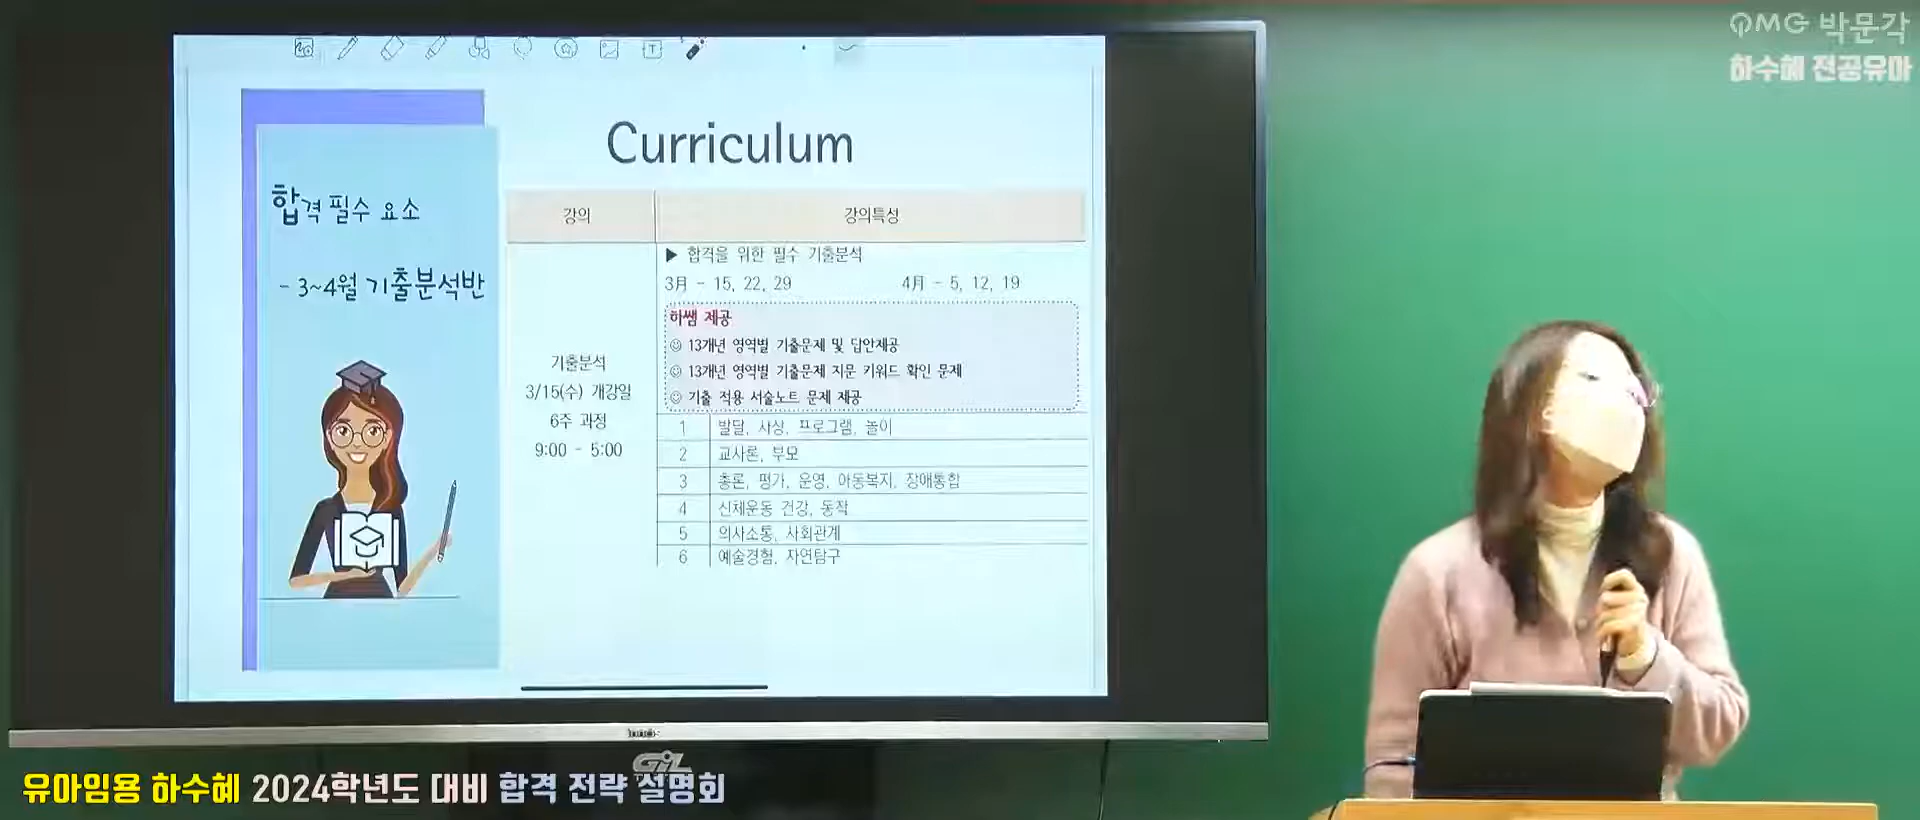 PMG 박문각
하수혜 전공유아
Curriculum
합격 필수 요소
- 3~4월 기출분석반
강의
강의특성
기출분석
3/15(수) 개강일
6주 과정
9:00 - 5:00
▶ 합격을 위한 필수 기출분석
3月 - 15, 22, 29 4月 - 5, 12, 19
하쌤 제공
☺ 13개년 영역별 기출문제 및 답안제공
☺ 13개년 영역별 기출문제 지문 키워드 확인 문제
☺ 기출 적용 서술노트 문제 제공
1 발달, 사상, 프로그램, 놀이
2 교사론, 부모
3 총론, 평가, 운영, 아동복지, 장애통합
4 신체운동 건강, 동작
5 의사소통, 사회관계
6 예술경험, 자연탐구
유아임용 하수혜 2024학년도 대비 합격 전략 설명회